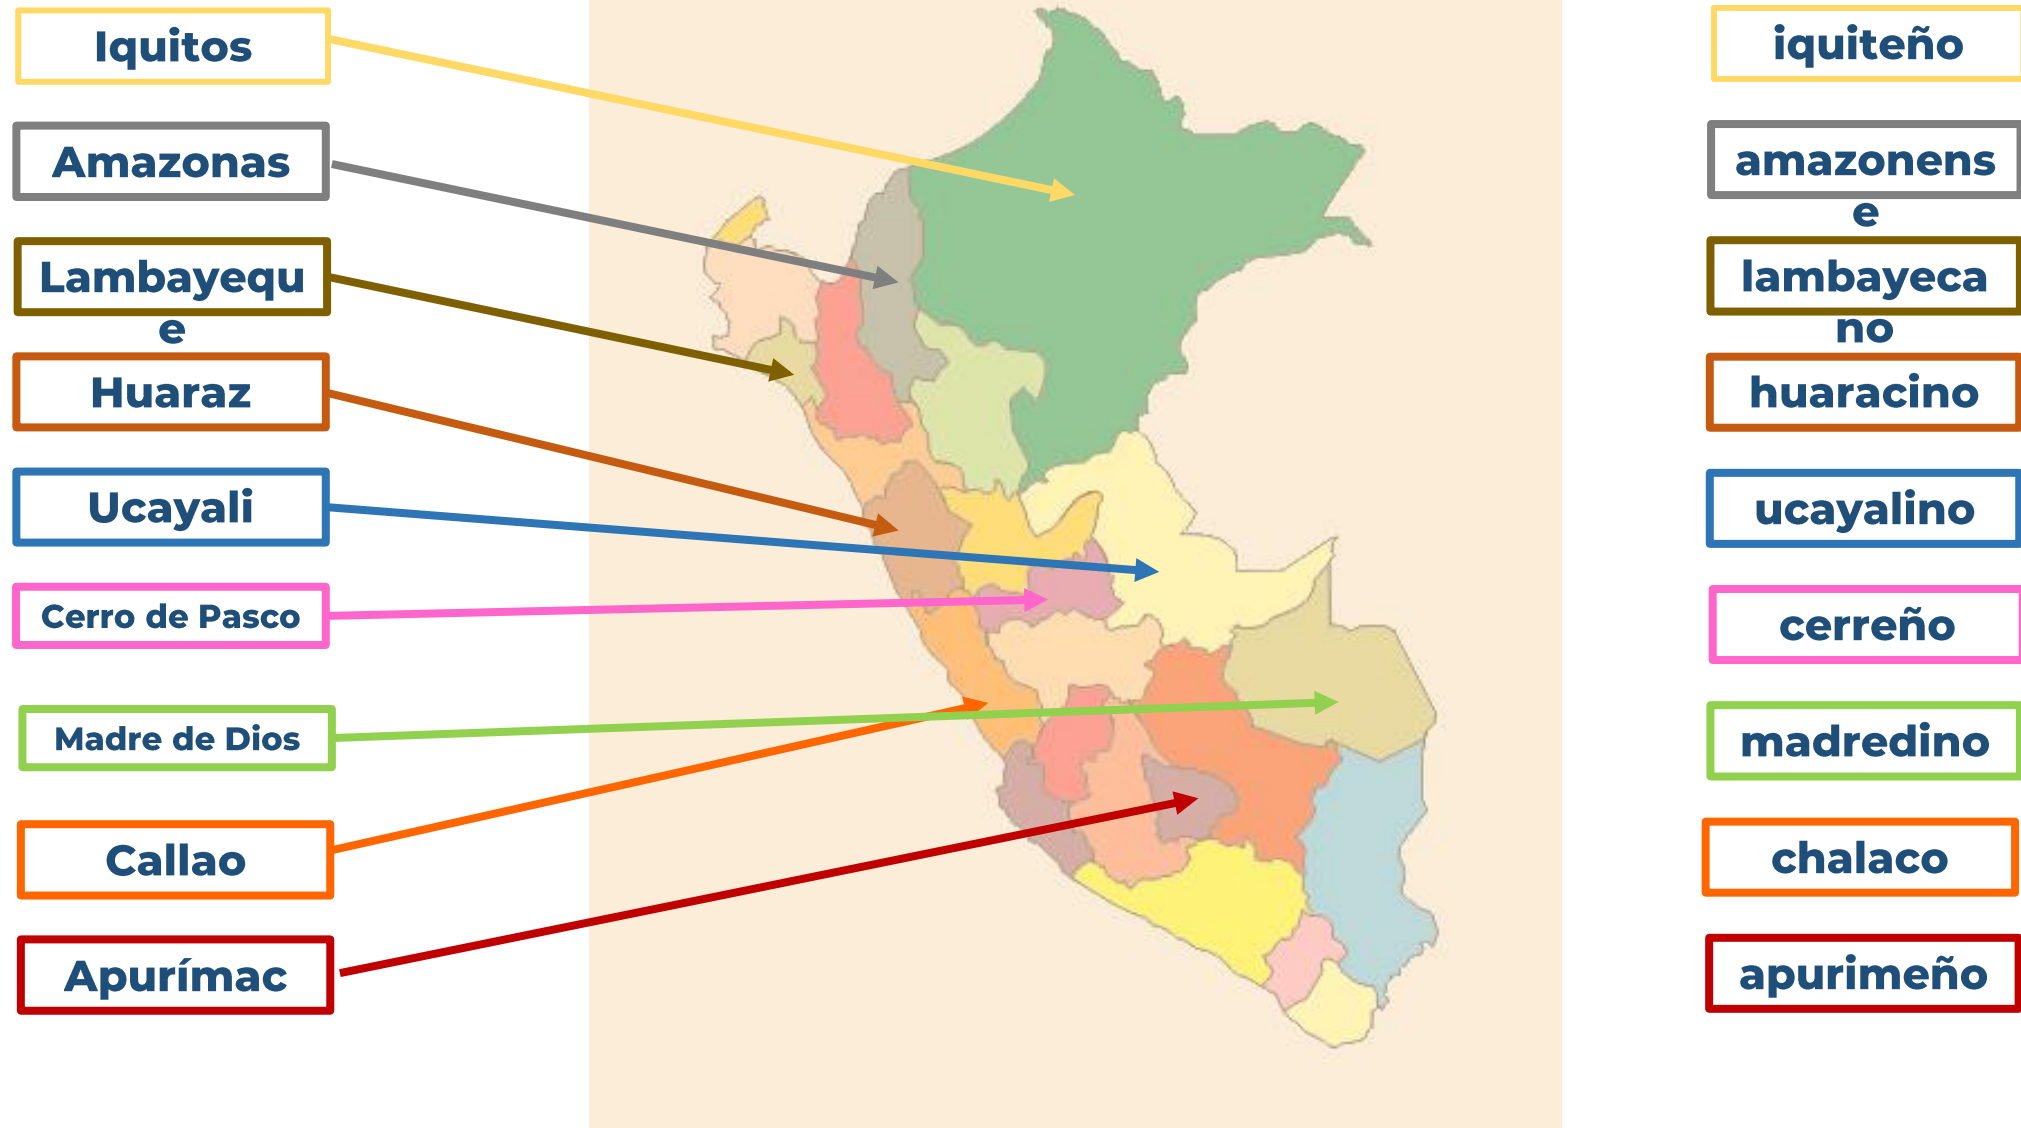 Iquitos
Amazonas
Lambayequ
e
Huaraz
Ucayali
Cerro de Pasco
Madre de Dios
Callao
Apurímac
iquiteño
amazonens
e
lambayeca
no
huaracino
ucayalino
cerreño
madredino
chalaco
apurimeño